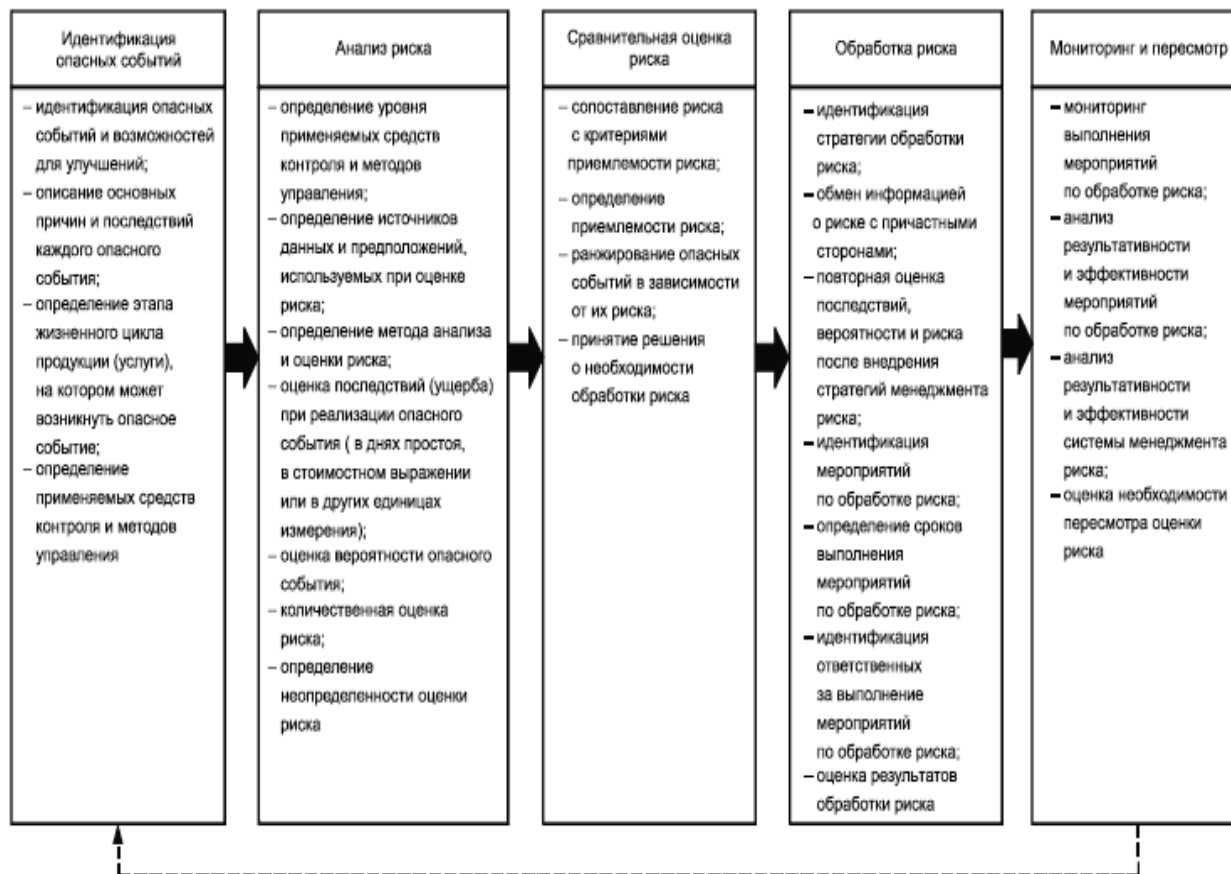 Идентификация
опасных событий
– идентификация опасных
событий и возможностей
для улучшений;
– описание основных
причин и последствий
каждого опасного
события;
– определение этапа
жизненного цикла
продукции (услуги),
на котором может
возникнуть опасное
событие;
– определение
применяемых средств
контроля и методов
управления
Анализ риска
– определение уровня
применяемых средств
контроля и методов
управления;
– определение источников
данных и предположений,
используемых при оценке
риска;
– определение метода анализа
и оценки риска;
– оценка последствий (ущерба)
при реализации опасного
события ( в днях простоя,
в стоимостном выражении
или в других единицах
измерения);
– оценка вероятности опасного
события;
– количественная оценка
риска;
– определение
неопределенности оценки
риска
Сравнительная оценка
риска
– сопоставление риска
с критериями
приемлемости риска;
– определение
приемлемости риска;
– ранжирование опасных
событий в зависимости
от их риска;
– принятие решения
о необходимости
обработки риска
Обработка риска
– идентификация
стратегии обработки
риска;
– обмен информацией
о риске с причастными
сторонами;
– повторная оценка
последствий,
вероятности и риска
после внедрения
стратегий менеджмента
риска;
– идентификация
мероприятий
по обработке риска;
– определение сроков
выполнения
мероприятий
по обработке риска;
– идентификация
ответственных
за выполнение
мероприятий
по обработке риска;
– оценка результатов
обработки риска
Мониторинг и пересмотр
– мониторинг
выполнения
мероприятий
по обработке риска;
– анализ
результативности
и эффективности
мероприятий
по обработке риска;
– анализ
результативности
и эффективности
системы менеджмента
риска;
– оценка необходимости
пересмотра оценки
риска